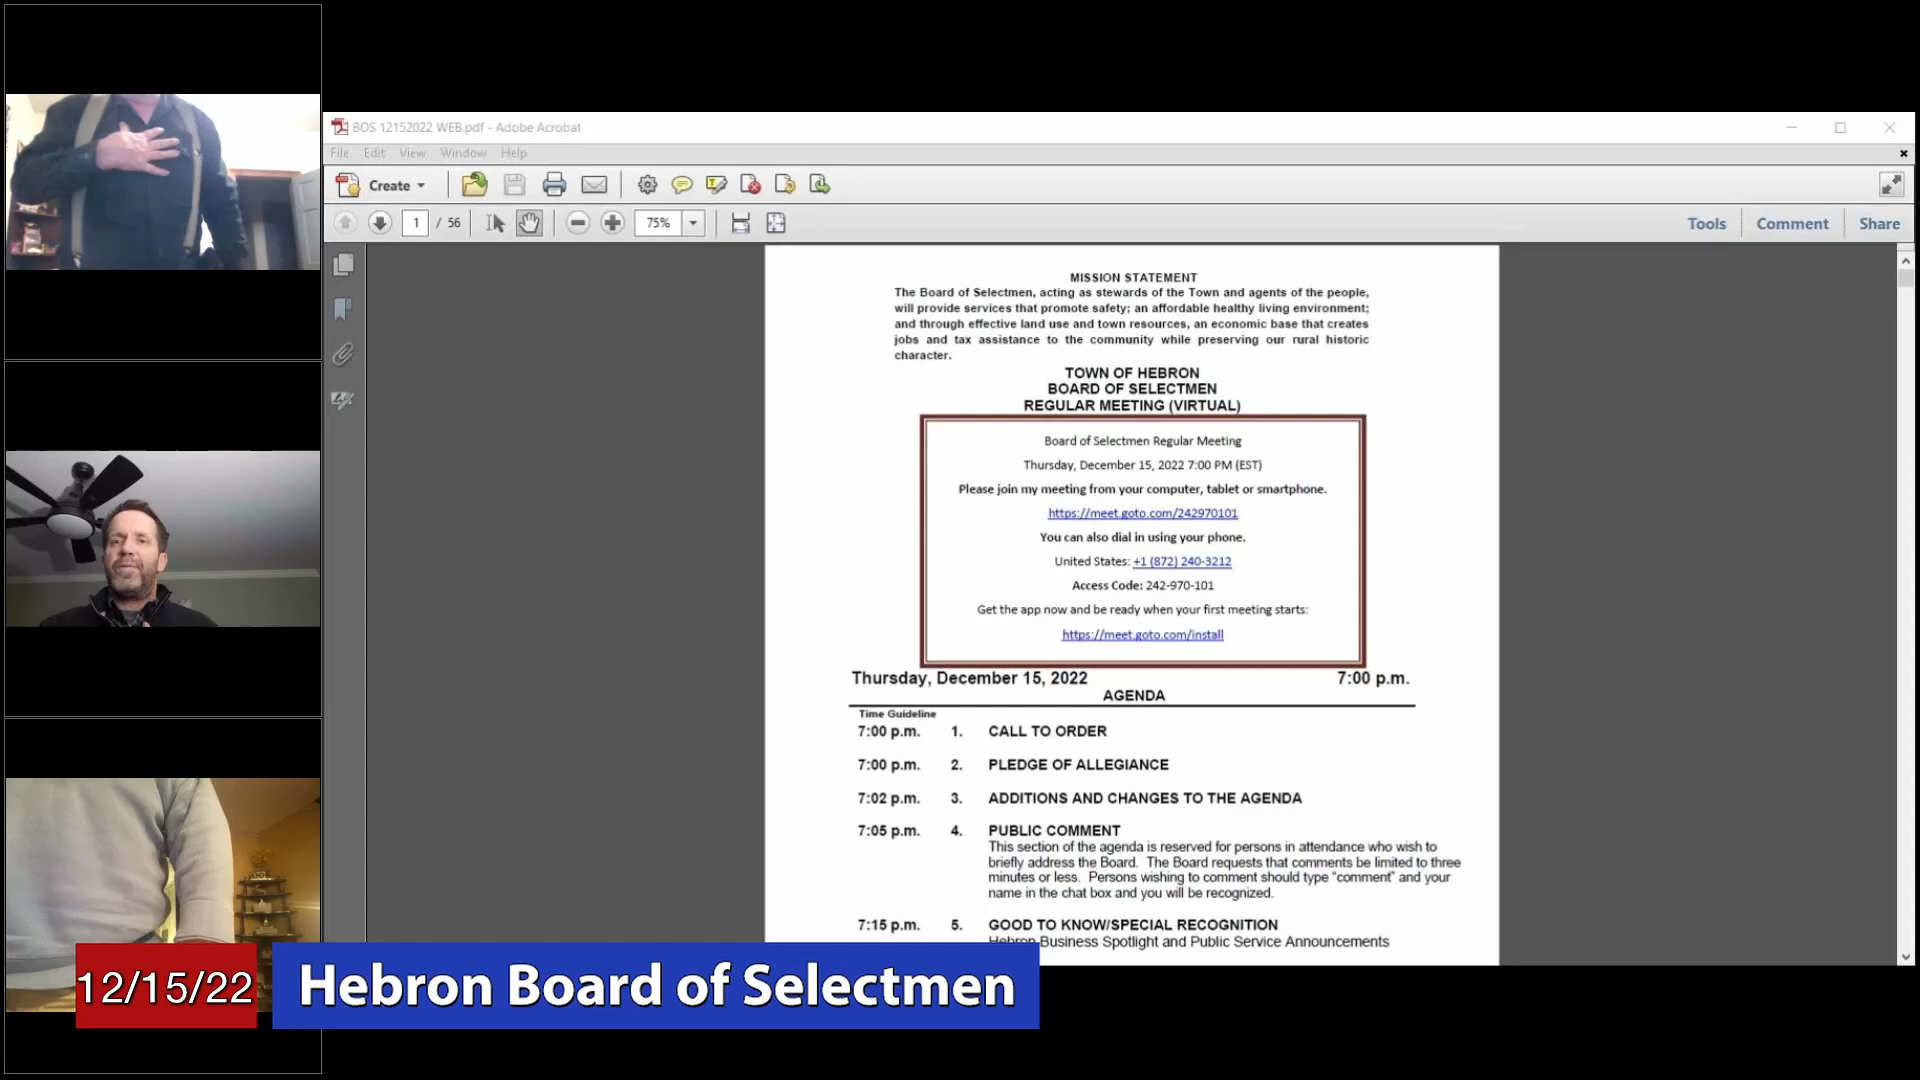 BOS 12152022 WEB.pdf - Adobe Acrobat
File Edit View Window Help
Create
1 / 56 75% Tools Comment Share
MISSION STATEMENT
The Board of Selectmen, acting as stewards of the Town and agents of the people,
will provide services that promote safety; an affordable healthy living environment;
and through effective land use and town resources, an economic base that creates
jobs and tax assistance to the community while preserving our rural historic
character.
TOWN OF HEBRON
BOARD OF SELECTMEN
REGULAR MEETING (VIRTUAL)
Board of Selectmen Regular Meeting
Thursday, December 15, 2022 7:00 PM (EST)
Please join my meeting from your computer, tablet or smartphone.
https://meet.goto.com/242970101
You can also dial in using your phone.
United States: +1 (872) 240-3212
Access Code: 242-970-101
Get the app now and be ready when your first meeting starts:
https://meet.goto.com/install
Thursday, December 15, 2022 7:00 p.m.
AGENDA
Time Guideline
7:00 p.m. 1. CALL TO ORDER
7:00 p.m. 2. PLEDGE OF ALLEGIANCE
7:02 p.m. 3. ADDITIONS AND CHANGES TO THE AGENDA
7:05 p.m. 4. PUBLIC COMMENT
This section of the agenda is reserved for persons in attendance who wish to
briefly address the Board. The Board requests that comments be limited to three
minutes or less. Persons wishing to comment should type “comment” and your
name in the chat box and you will be recognized.
7:15 p.m. 5. GOOD TO KNOW/SPECIAL RECOGNITION
Hebron Business Spotlight and Public Service Announcements
12/15/22 Hebron Board of Selectmen